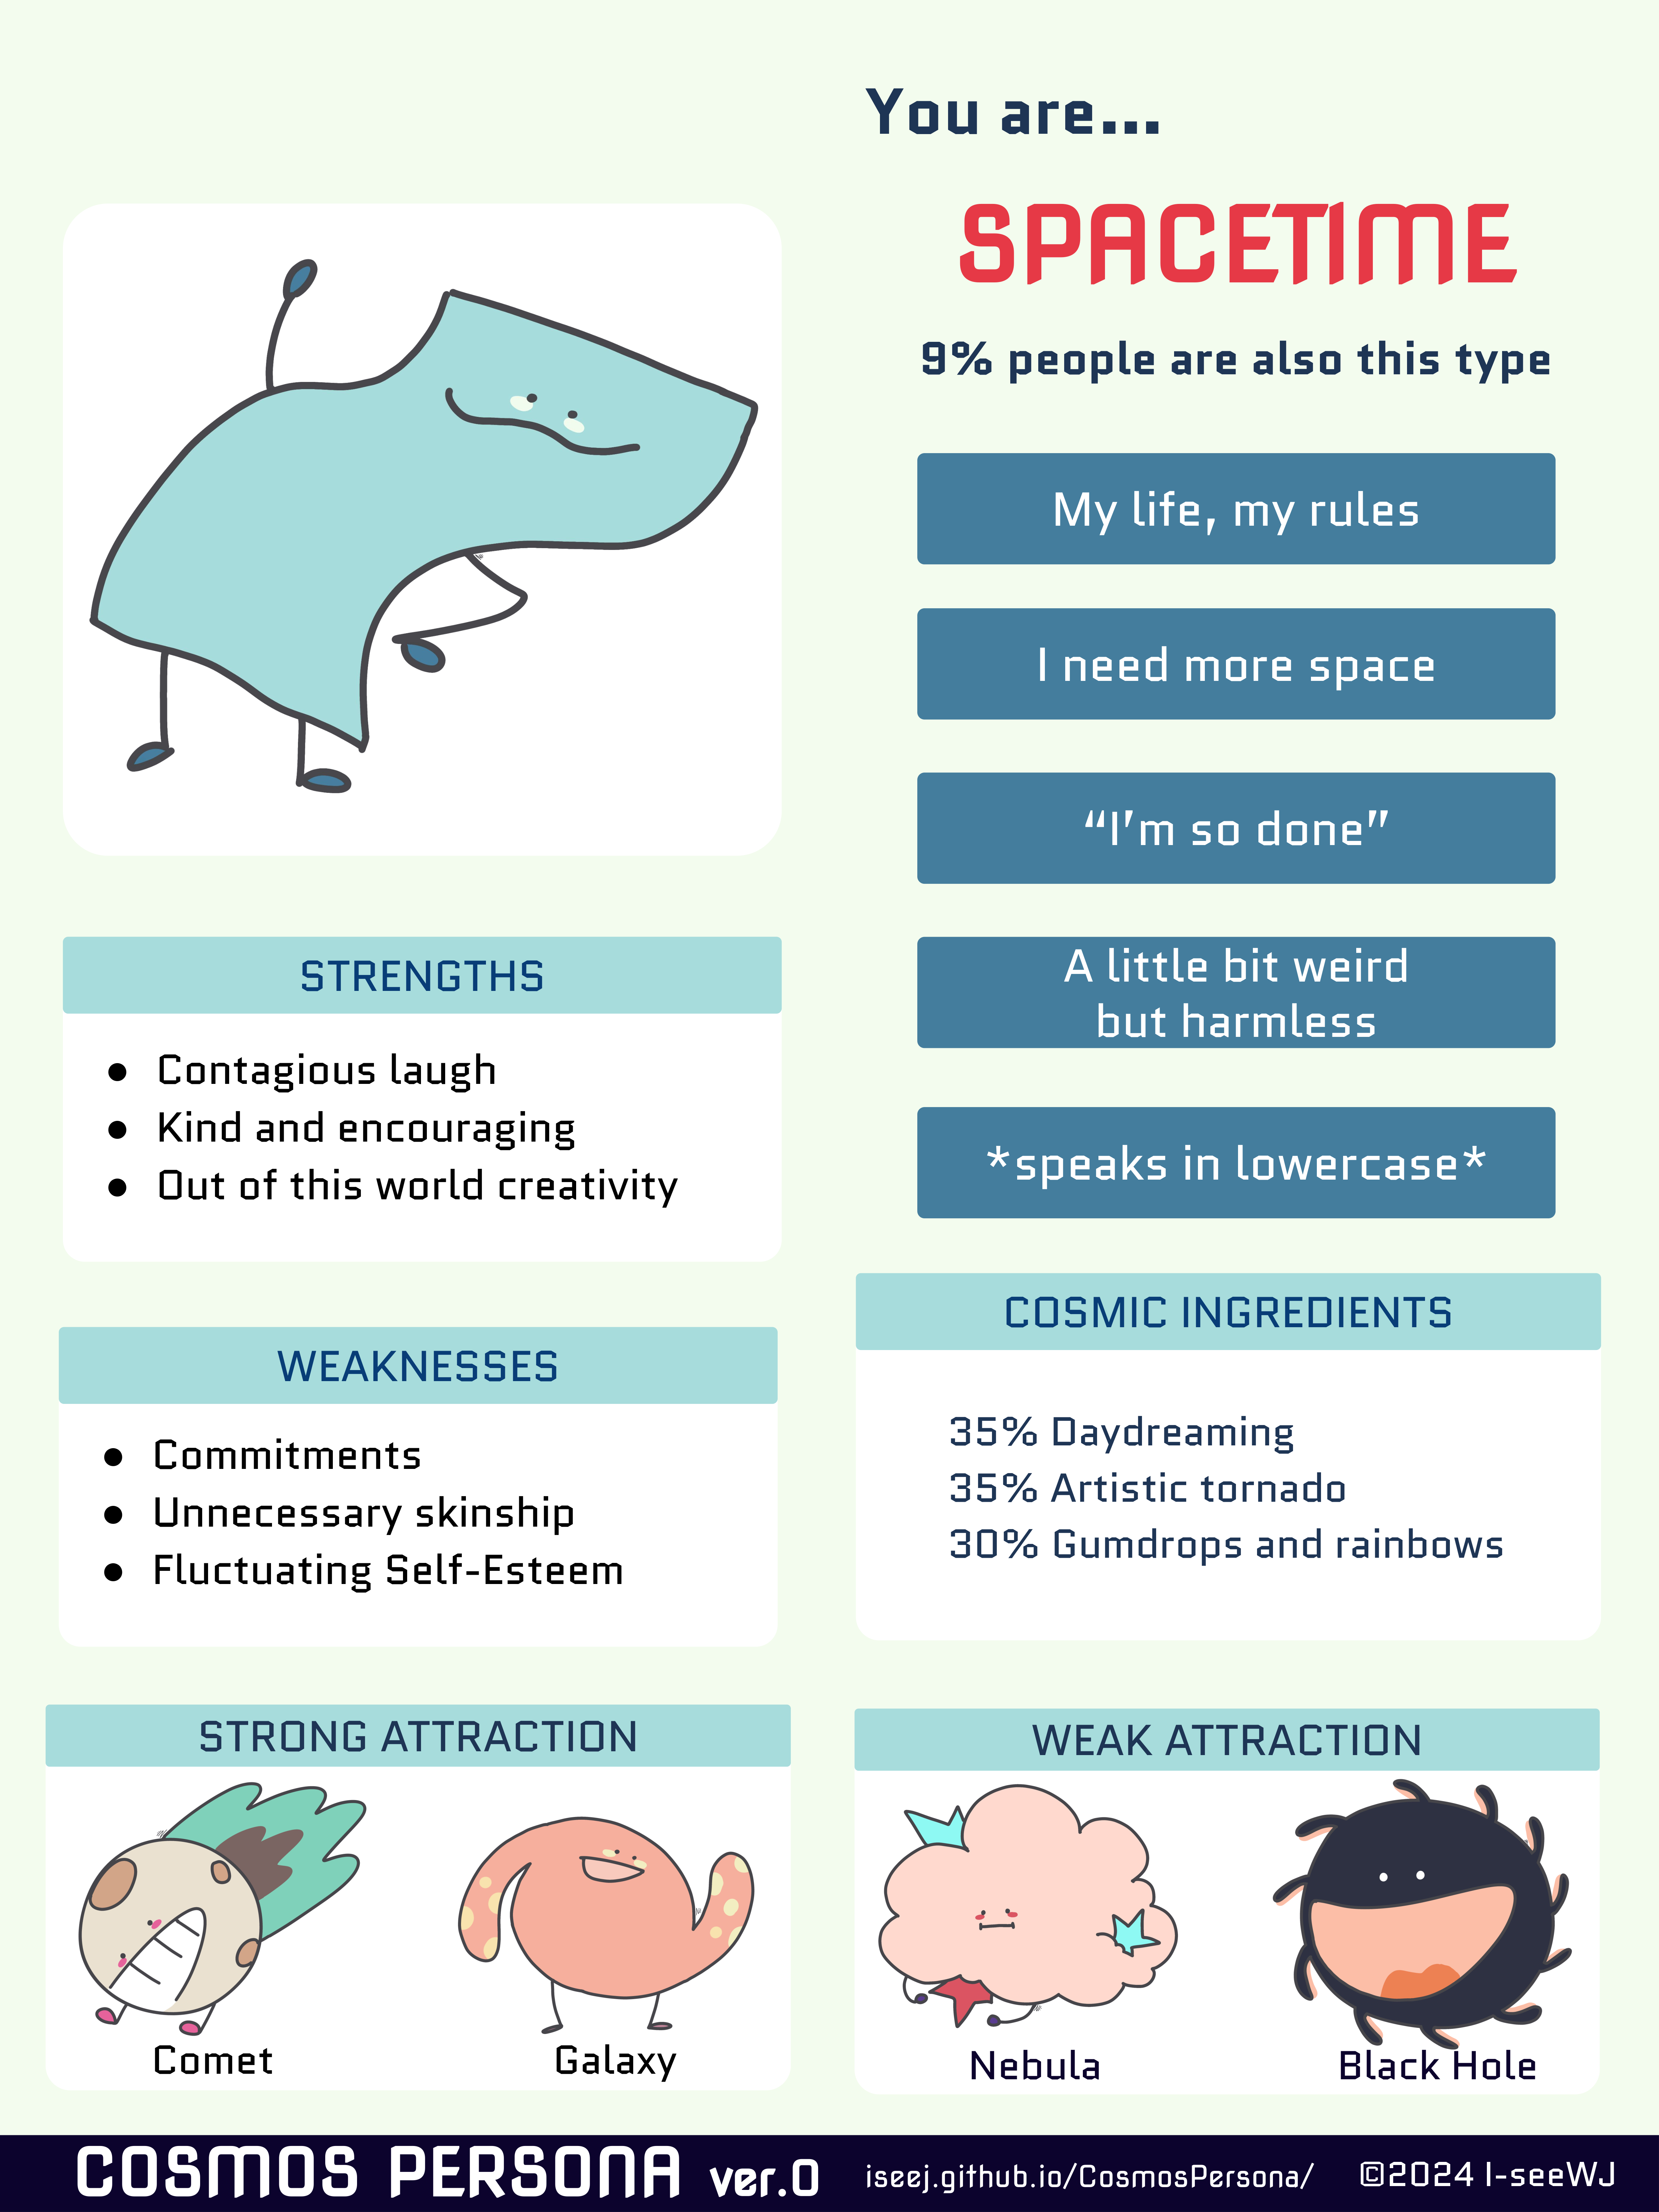 You are...
SPACETIME
9% people are also this type
My life, my rules
I need more space
“I’m so done”
A little bit weird
but harmless
*speaks in lowercase*
STRENGTHS
● Contagious laugh
● Kind and encouraging
● Out of this world creativity
WEAKNESSES
● Commitments
● Unnecessary skinship
● Fluctuating Self-Esteem
COSMIC INGREDIENTS
35% Daydreaming
35% Artistic tornado
30% Gumdrops and rainbows
STRONG ATTRACTION
Comet
Galaxy
WEAK ATTRACTION
Nebula
Black Hole
COSMOS PERSONA ver.0
iseej.github.io/CosmosPersona/
©2024 I-seeWJ